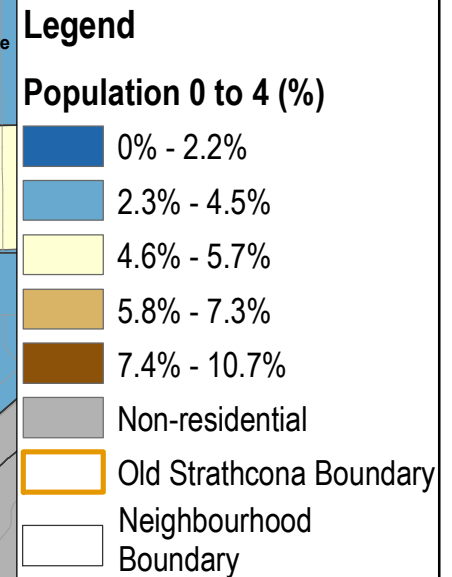 e
Legend
Population 0 to 4 (%)
0% - 2.2%
2.3% - 4.5%
4.6% - 5.7%
5.8% - 7.3%
7.4% - 10.7%
Non-residential
Old Strathcona Boundary
Neighbourhood
Boundary